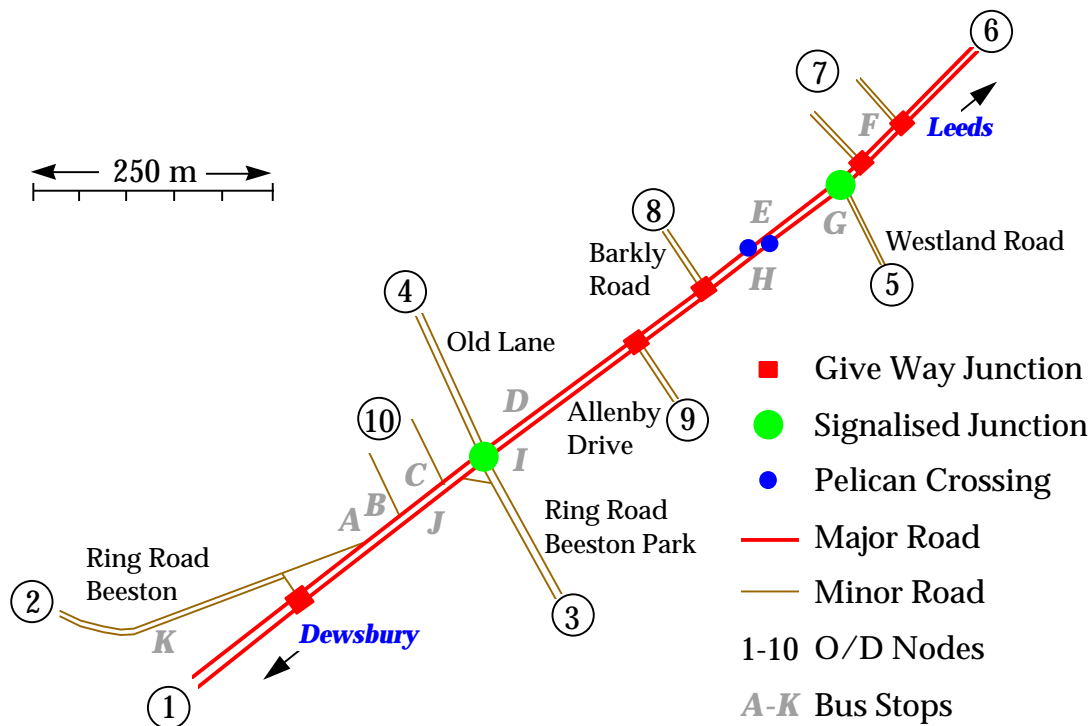 6
7
F
Leeds
250 m
8
E
G
Westland Road
Barkly
Road
H
5
4
Old Lane
D
10
Allenby
Drive
9
C
I
B
A
J
Ring Road
Beeston Park
Ring Road
Beeston
2
K
3
Dewsbury
1
Give Way Junction
Signalised Junction
Pelican Crossing
Major Road
Minor Road
1-10 O/D Nodes
A-K Bus Stops